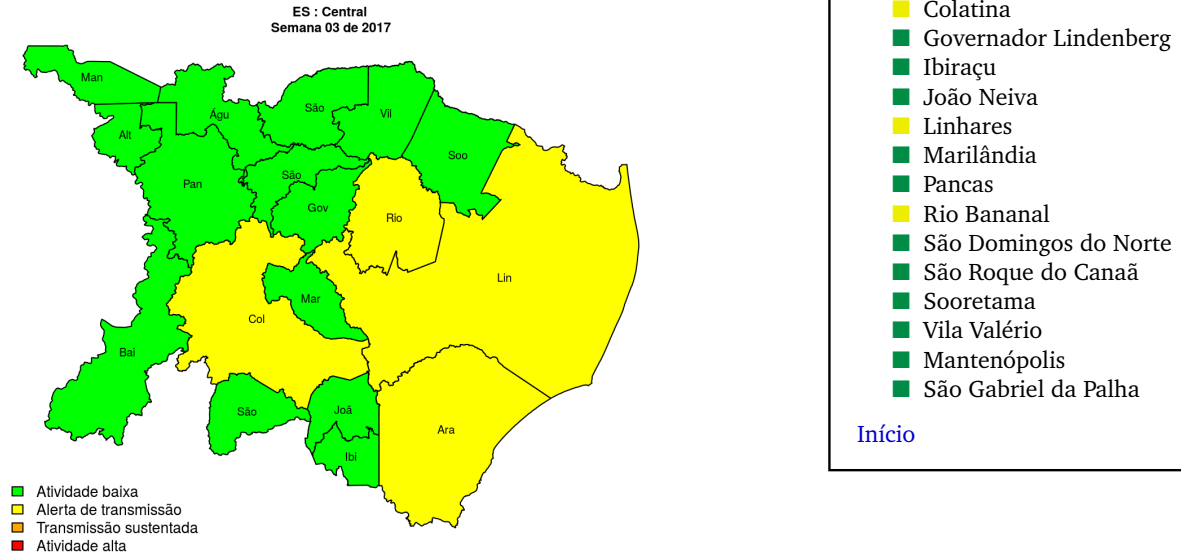 ES : Central
Semana 03 de 2017
Man
Águ
São
Vil
Alt
Soo
Pan
São
Gov
Rio
Lin
Mar
Col
Bai
São
Joã
Ara
Ibi
Atividade baixa
Alerta de transmissão
Transmissão sustentada
Atividade alta
Colatina
Governador Lindenberg
Ibiraçu
João Neiva
Linhares
Marilândia
Pancas
Rio Bananal
São Domingos do Norte
São Roque do Canaã
Sooretama
Vila Valério
Mantenópolis
São Gabriel da Palha
Início